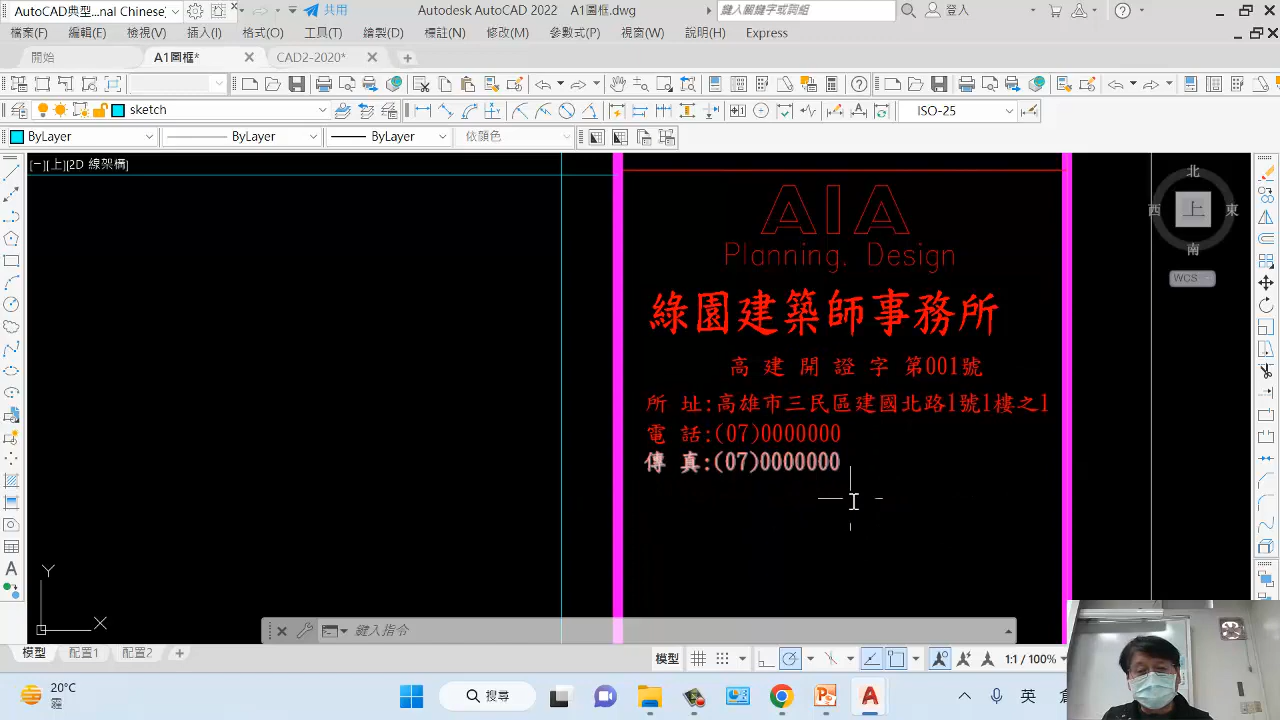 AutoCAD典型...nal Chinese
共用
Autodesk AutoCAD 2022 A1圖框.dwg
鍵入關鍵字或詞組
登入
檔案(F) 編輯(E) 檢視(V) 插入(I) 格式(O) 工具(T) 繪製(D) 標註(N) 修改(M) 參數式(P) 視窗(W) 說明(H) Express
開始 A1圖框* CAD2-2020*
sketch ISO-25
ByLayer ByLayer ByLayer 依顏色
[−][上][2D 線架構]
北
西 上 東
南
WCS
AIA
Planning. Design
綠園建築師事務所
高 建 開 證 字 第001號
所 址:高雄市三民區建國北路1號1樓之1
電 話:(07)0000000
傳 真:(07)0000000
Y
X
鍵入指令
模型 配置1 配置2
模型 1:1 / 100%
20°C
搜尋
英